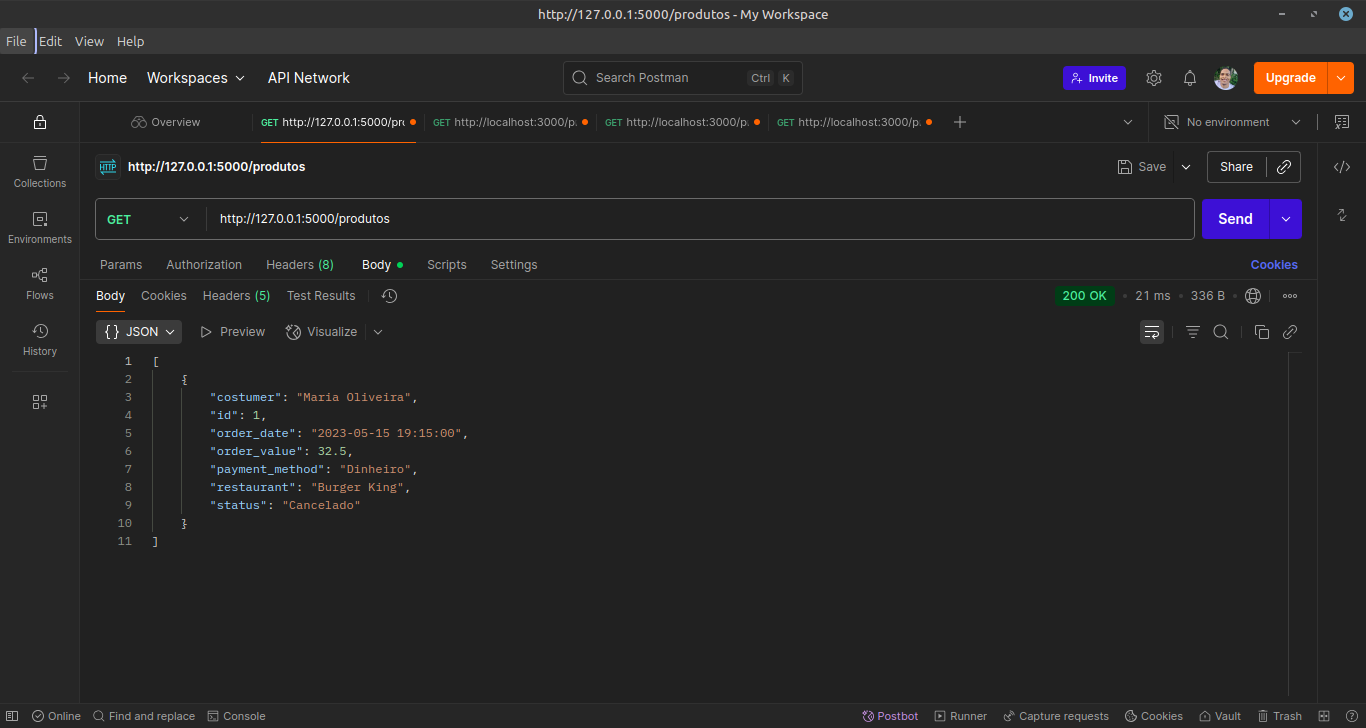 http://127.0.0.1:5000/produtos - My Workspace
File Edit View Help
Home Workspaces API Network Search Postman Ctrl K Invite Upgrade
Overview GET http://127.0.0.1:5000/pro GET http://localhost:3000/p. GET http://localhost:3000/p. GET http://localhost:3000/p. No environment
HTTP http://127.0.0.1:5000/produtos Save Share
Collections
GET http://127.0.0.1:5000/produtos Send
Environments
Params Authorization Headers (8) Body Scripts Settings Cookies
Flows
Body Cookies Headers (5) Test Results 200 OK 21 ms 336 B
{} JSON Preview Visualize
History
1 [
2 {
3 "costumer": "Maria Oliveira",
4 "id": 1,
5 "order_date": "2023-05-15 19:15:00",
6 "order_value": 32.5,
7 "payment_method": "Dinheiro",
8 "restaurant": "Burger King",
9 "status": "Cancelado"
10 }
11 ]
Online Find and replace Console Postbot Runner Capture requests Cookies Vault Trash